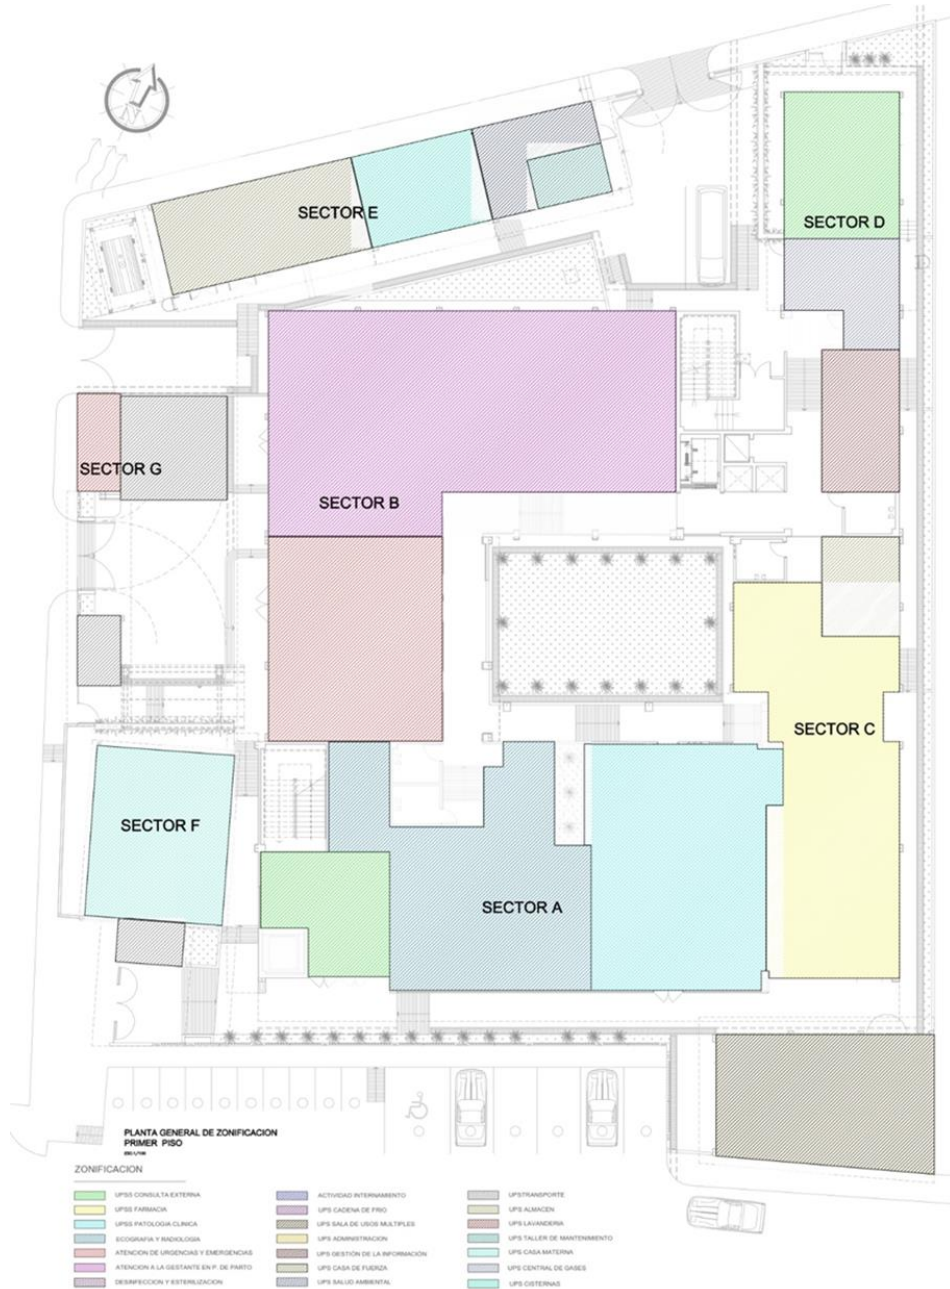 SECTOR E
SECTOR D
SECTOR G
SECTOR B
SECTOR C
SECTOR F
SECTOR A
PLANTA GENERAL DE ZONIFICACION
PRIMER PISO
ZONIFICACION
UPSS CONSULTA EXTERNA
UPSS FARMACIA
UPSS PATOLOGIA CLINICA
ECOGRAFIA Y RADIOLOGIA
ATENCION DE URGENCIAS Y EMERGENCIAS
ATENCION A LA GESTANTE EN P. DE PARTO
DESINFECCION Y ESTERILIZACION
ACTIVIDAD INTERNAMIENTO
UPS CADENA DE FRIO
UPS SALA DE USOS MULTIPLES
UPS ADMINISTRACION
UPS GESTIÓN DE LA INFORMACIÓN
UPS CASA DE FUERZA
UPS SALUD AMBIENTAL
UPSTRANSPORTE
UPS ALMACEN
UPS LAVANDERIA
UPS TALLER DE MANTENIMIENTO
UPS CASA MATERNA
UPS CENTRAL DE GASES
UPS CISTERNAS